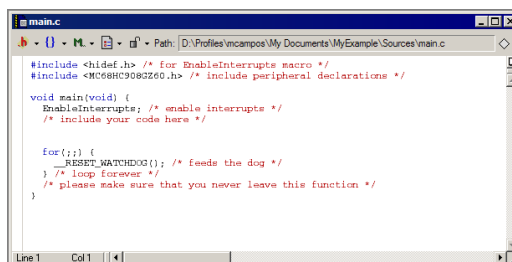 main.c
.h {} M.. Path: D:\Profiles\mcampos\My Documents\MyExample\Sources\main.c
#include <hidef.h> /* for EnableInterrupts macro */
#include <MC68HC908GZ60.h> /* include peripheral declarations */
void main(void) {
EnableInterrupts; /* enable interrupts */
/* include your code here */
for(;;) {
__RESET_WATCHDOG(); /* feeds the dog */
} /* loop forever */
/* please make sure that you never leave this function */
}
Line 1 Col 1